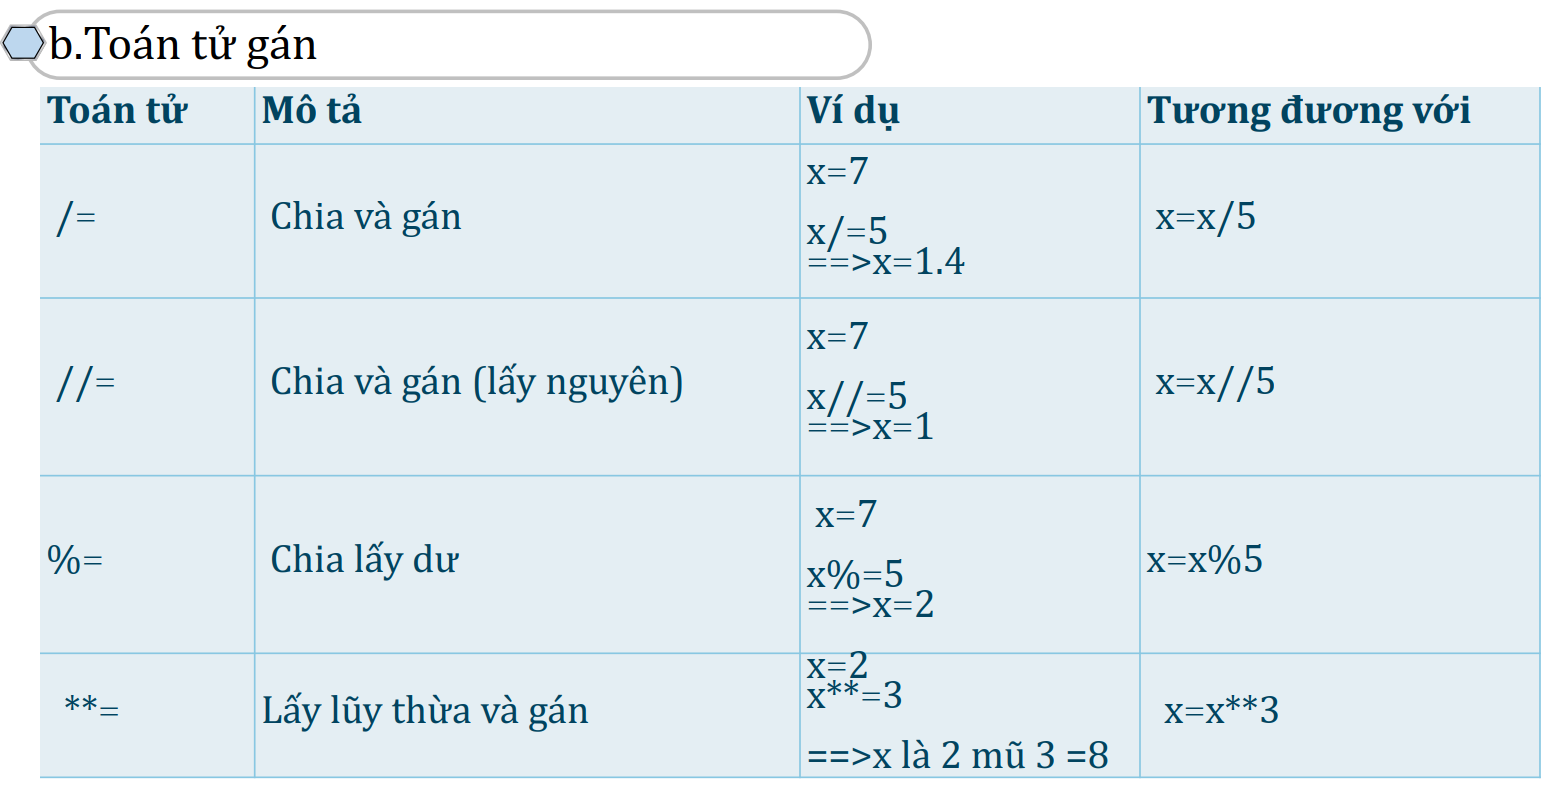 b.Toán tử gán
Toán tử Mô tả Ví dụ Tương đương với
/= Chia và gán x=7
x/=5
==>x=1.4 x=x/5
//= Chia và gán (lấy nguyên) x=7
x//=5
==>x=1 x=x//5
%= Chia lấy dư x=7
x%=5
==>x=2 x=x%5
**= Lấy lũy thừa và gán x=2
x**=3
==>x là 2 mũ 3 =8 x=x**3